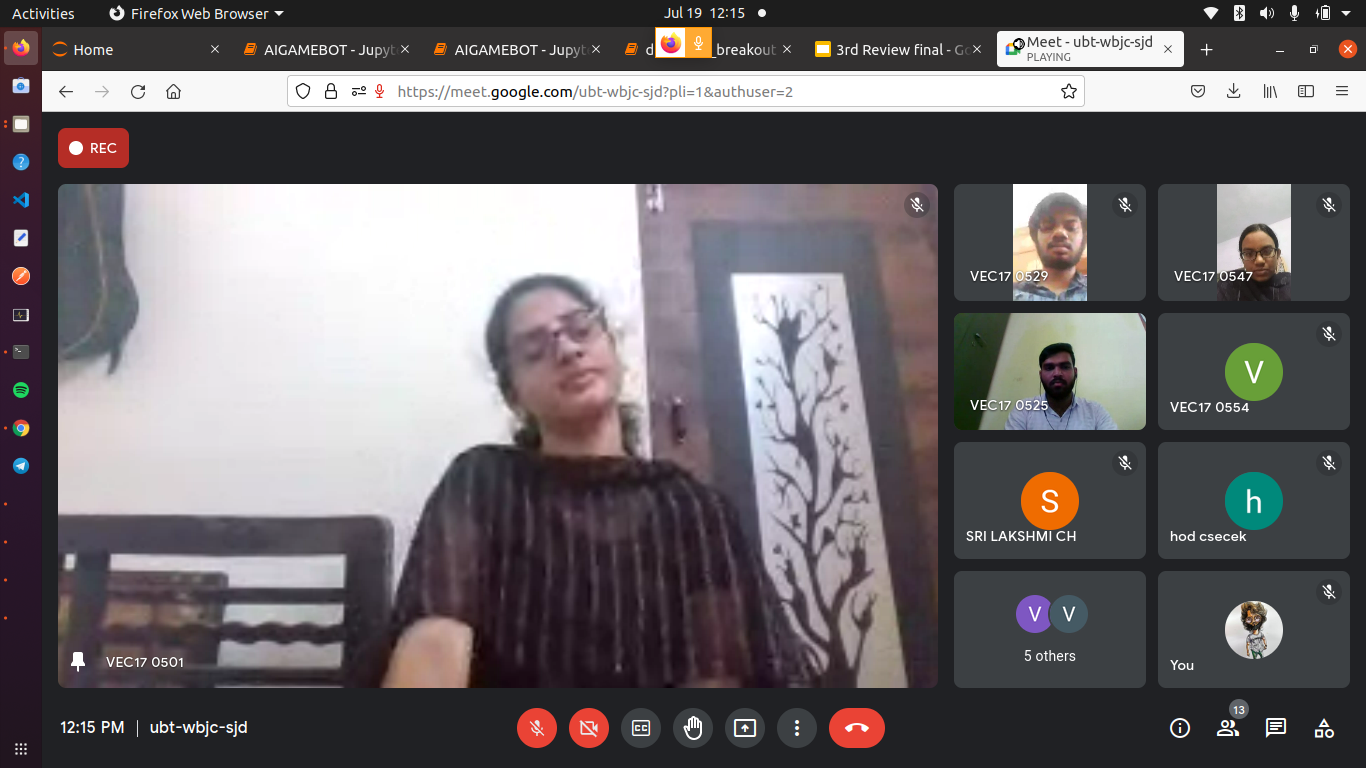 Activities
Firefox Web Browser
Jul 19 12:15
Home
AIGAMEBOT - Jupyt
AIGAMEBOT - Jupyt
d
_breakout
3rd Review final - Go
Meet - ubt-wbjc-sjd
PLAYING
https://meet.google.com/ubt-wbjc-sjd?pli=1&authuser=2
REC
VEC17 0529
VEC17 0547
VEC17 0525
V
VEC17 0554
S
SRI LAKSHMI CH
h
hod csecek
V V
5 others
You
VEC17 0501
12:15 PM | ubt-wbjc-sjd
CC
13